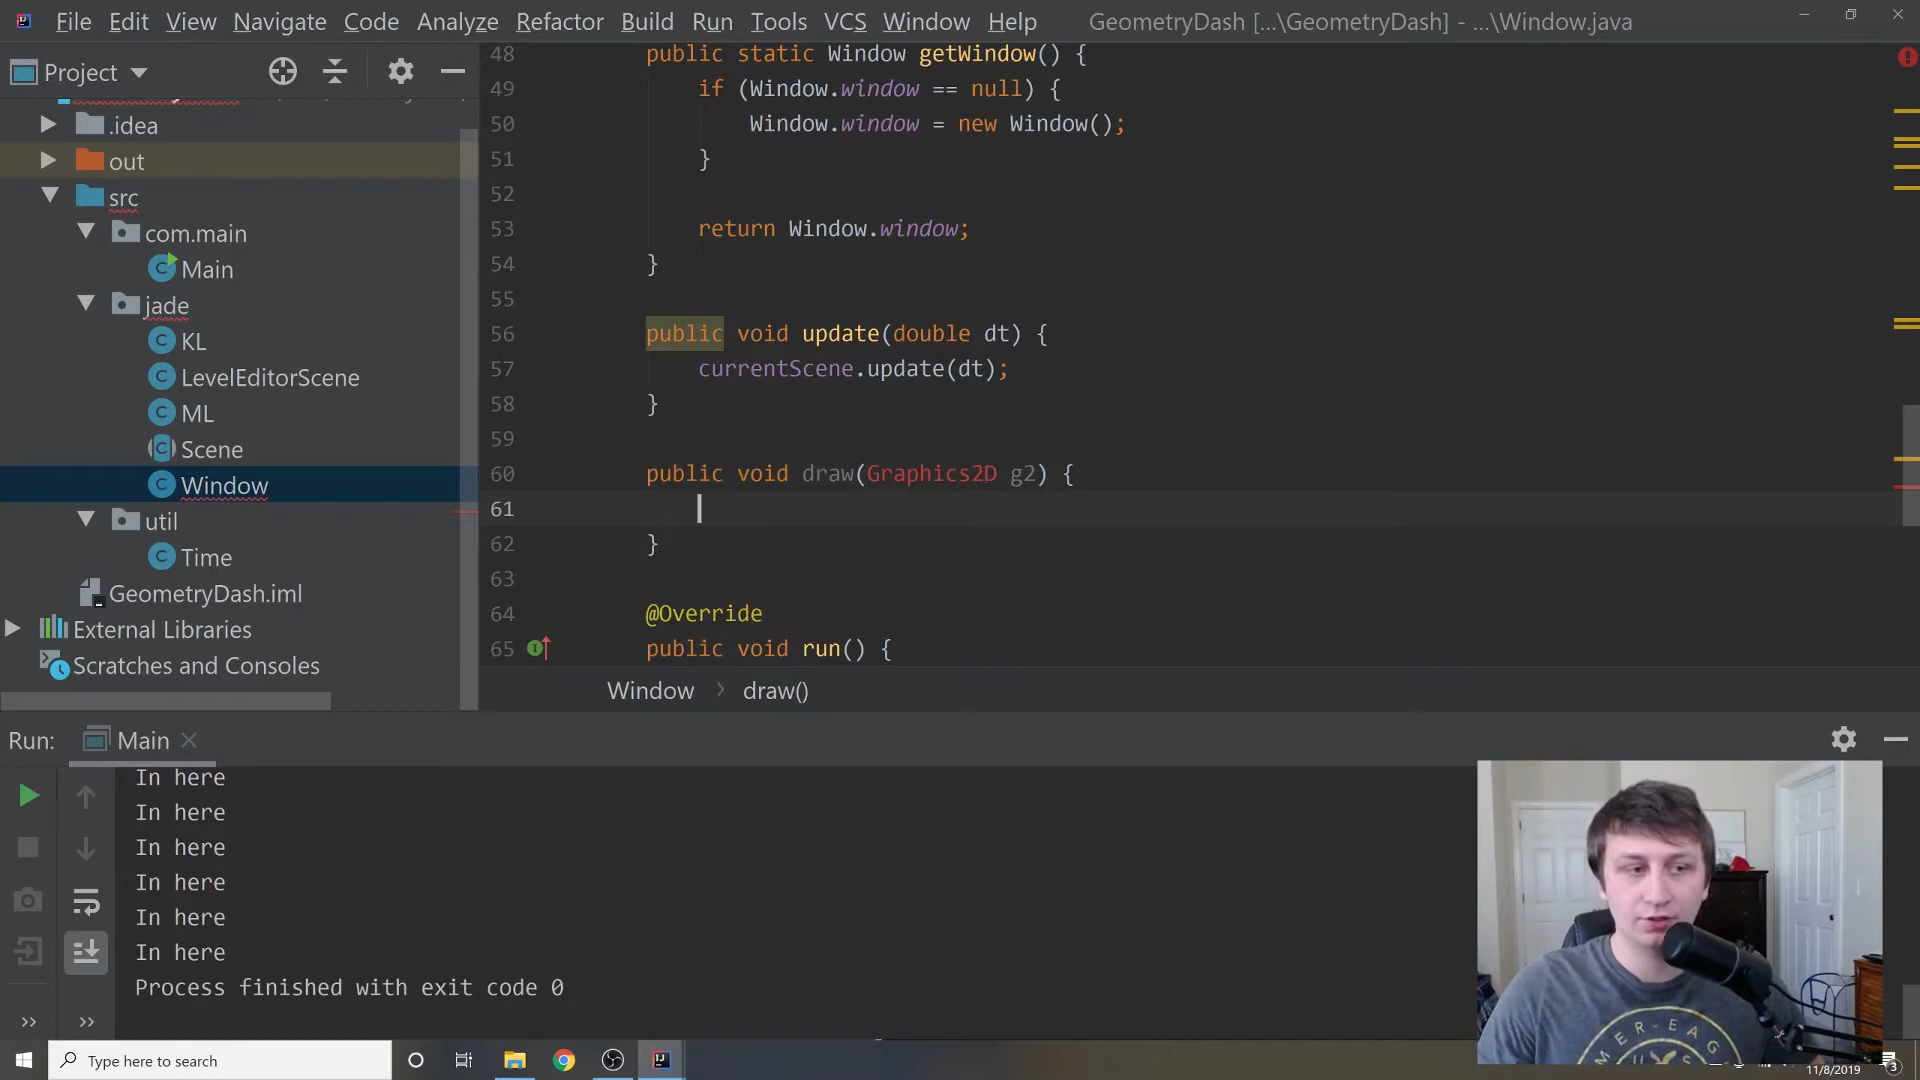 File Edit View Navigate Code Analyze Refactor Build Run Tools VCS Window Help GeometryDash [...\GeometryDash] - ...\Window.java
Project
.idea
out
src
com.main
Main
jade
KL
LevelEditorScene
ML
Scene
Window
util
Time
GeometryDash.iml
External Libraries
Scratches and Consoles
48 public static Window getWindow() {
49 if (Window.window == null) {
50 Window.window = new Window();
51 }
52
53 return Window.window;
54 }
55
56 public void update(double dt) {
57 currentScene.update(dt);
58 }
59
60 public void draw(Graphics2D g2) {
61
62 }
63
64 @Override
65 public void run() {
Window > draw()
Run: Main
In here
In here
In here
In here
In here
In here
Process finished with exit code 0
MER-EA
Type here to search
11/8/2019
3